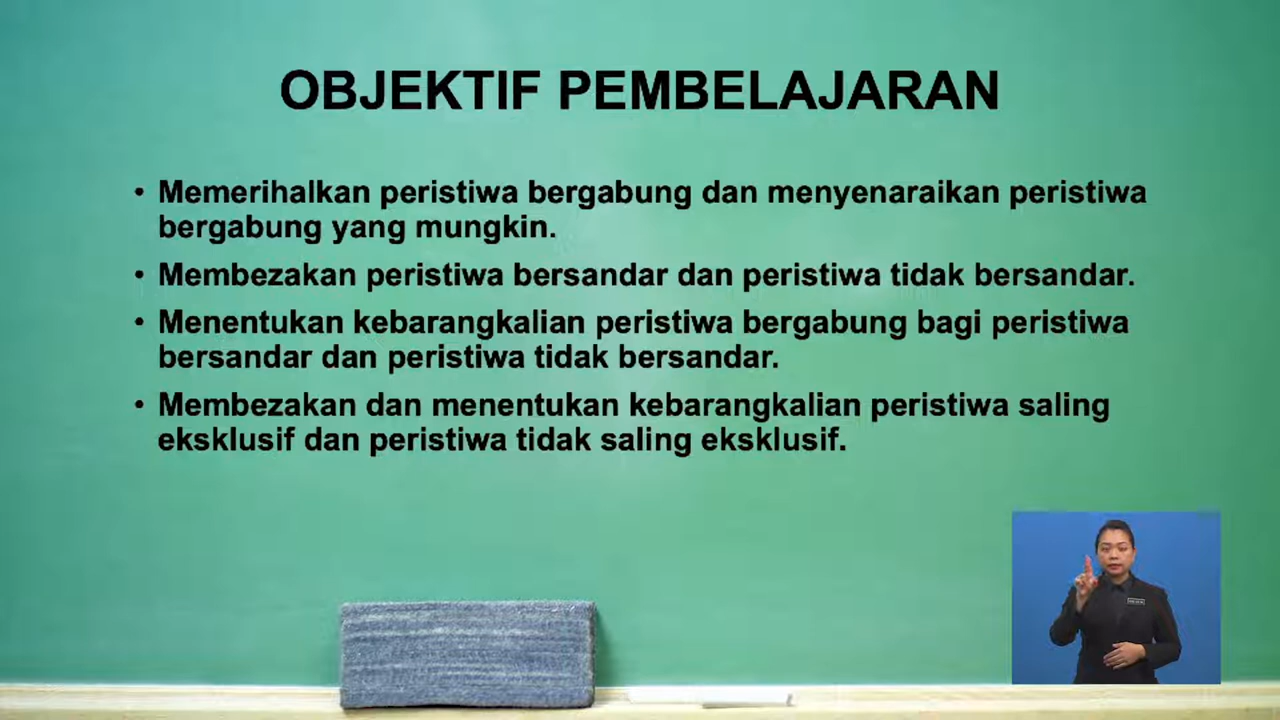 OBJEKTIF PEMBELAJARAN
• Memerihalkan peristiwa bergabung dan menyenaraikan peristiwa
bergabung yang mungkin.
• Membezakan peristiwa bersandar dan peristiwa tidak bersandar.
• Menentukan kebarangkalian peristiwa bergabung bagi peristiwa
bersandar dan peristiwa tidak bersandar.
• Membezakan dan menentukan kebarangkalian peristiwa saling
eksklusif dan peristiwa tidak saling eksklusif.